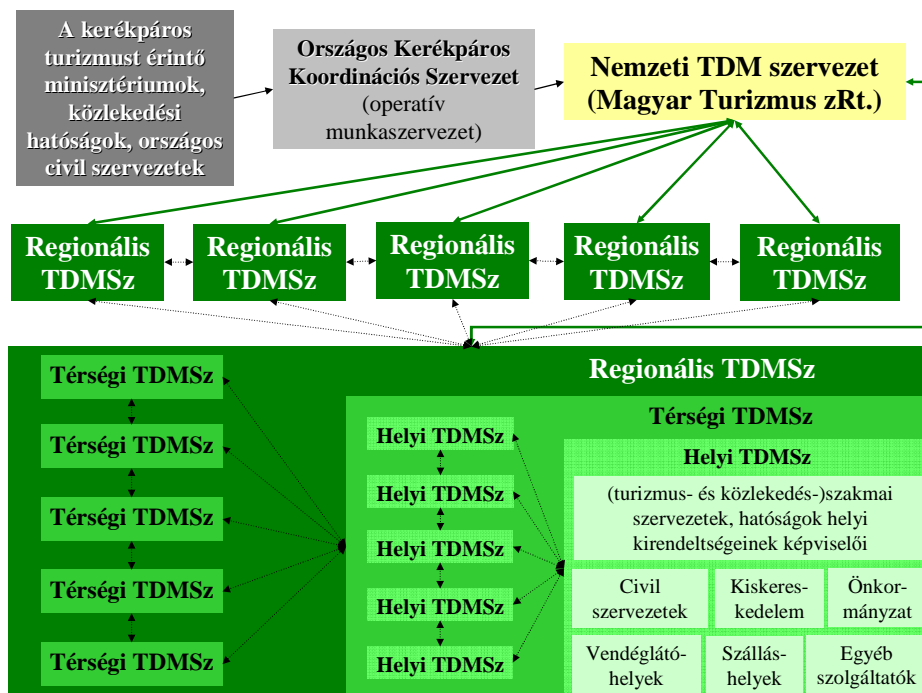 A kerékpáros
turizmust érintő
minisztériumok,
közlekedési
hatóságok, országos
civil szervezetek
Országos Kerékpáros
Koordinációs Szervezet
(operatív
munkaszervezet)
Nemzeti TDM szervezet
(Magyar Turizmus zRt.)
Regionális
TDMSz
Regionális
TDMSz
Regionális
TDMSz
Regionális
TDMSz
Regionális
TDMSz
Regionális TDMSz
Térségi TDMSz
Térségi TDMSz
Térségi TDMSz
Térségi TDMSz
Térségi TDMSz
Térségi TDMSz
Helyi TDMSz
Helyi TDMSz
Helyi TDMSz
Helyi TDMSz
Helyi TDMSz
Helyi TDMSz
(turizmus- és közlekedés-)szakmai
szervezetek, hatóságok helyi
kirendeltségeinek képviselői
Civil
szervezetek
Kiskeres-
kedelem
Önkor-
mányzat
Vendéglátó-
helyek
Szállás-
helyek
Egyéb
szolgáltatók